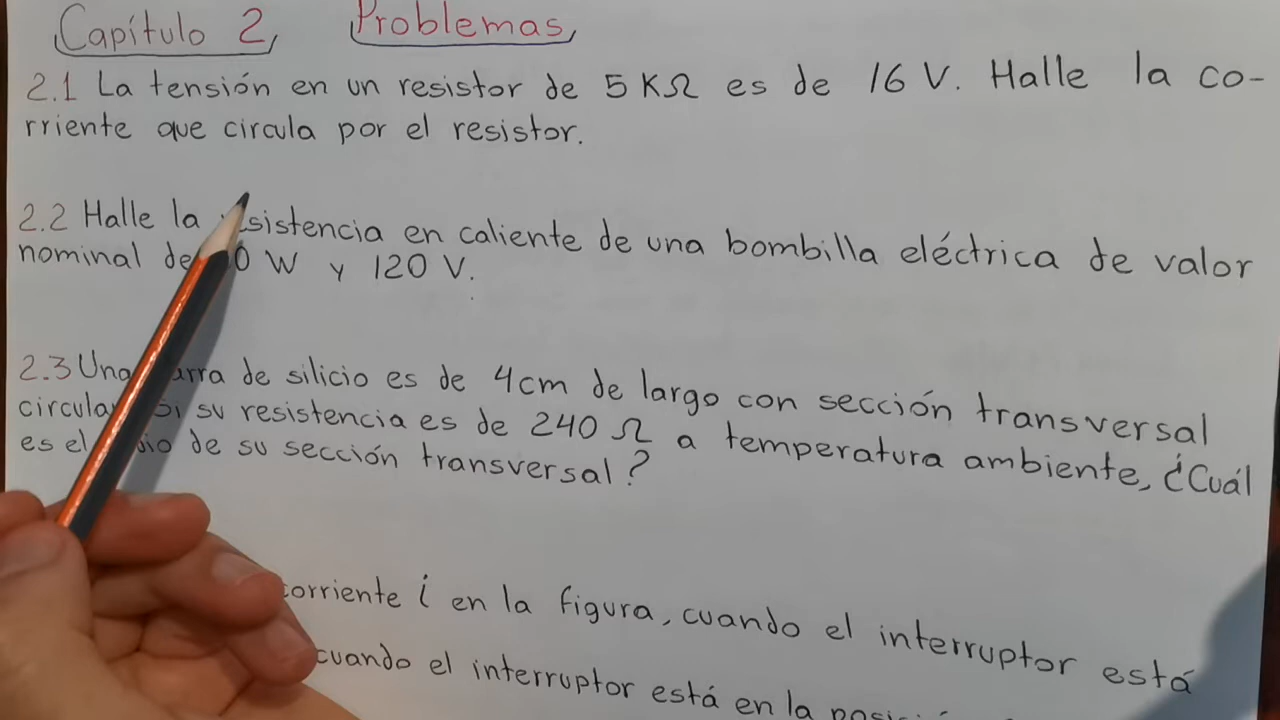 Capítulo 2 Problemas
2.1 La tensión en un resistor de 5 KΩ es de 16 V. Halle la co-
rriente que circula por el resistor.
2.2 Halle la resistencia en caliente de una bombilla eléctrica de valor
nominal de W y 120 V.
2.3 Una barra de silicio es de 4cm de largo con sección transversal
circular Si su resistencia es de 240 Ω a temperatura ambiente, ¿Cuál
es el de su sección transversal?
corriente i en la figura, cuando el interruptor está
cuando el interruptor está en la